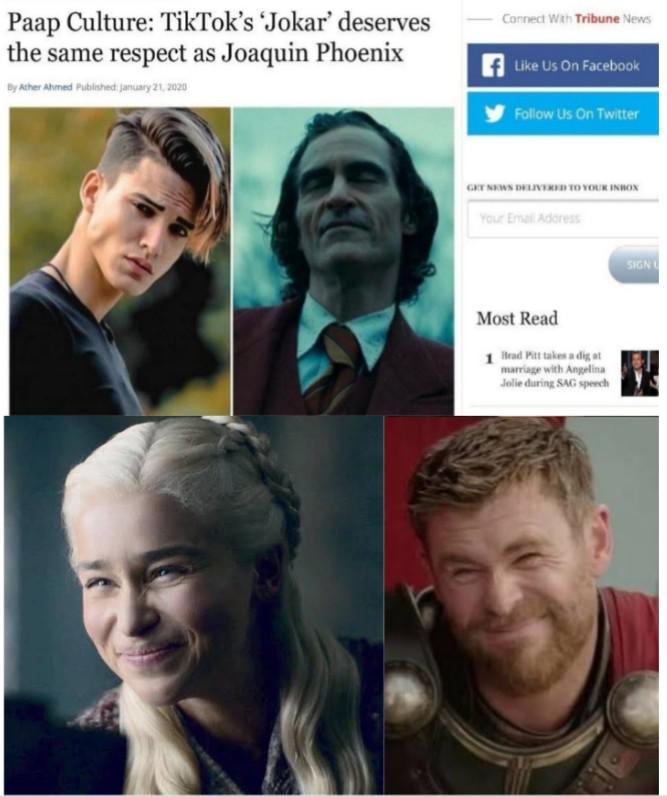 Paap Culture: TikTok's 'Jokar' deserves
the same respect as Joaquin Phoenix
By Ather Ahmed Published: January 21, 2020
Connect With Tribune News
Like Us On Facebook
Follow Us On Twitter
GET NEWS DELIVERED TO YOUR INBOX
Your Email Address
SIGN U
Most Read
1 Brad Pitt takes a dig at
marriage with Angelina
Jolie during SAG speech